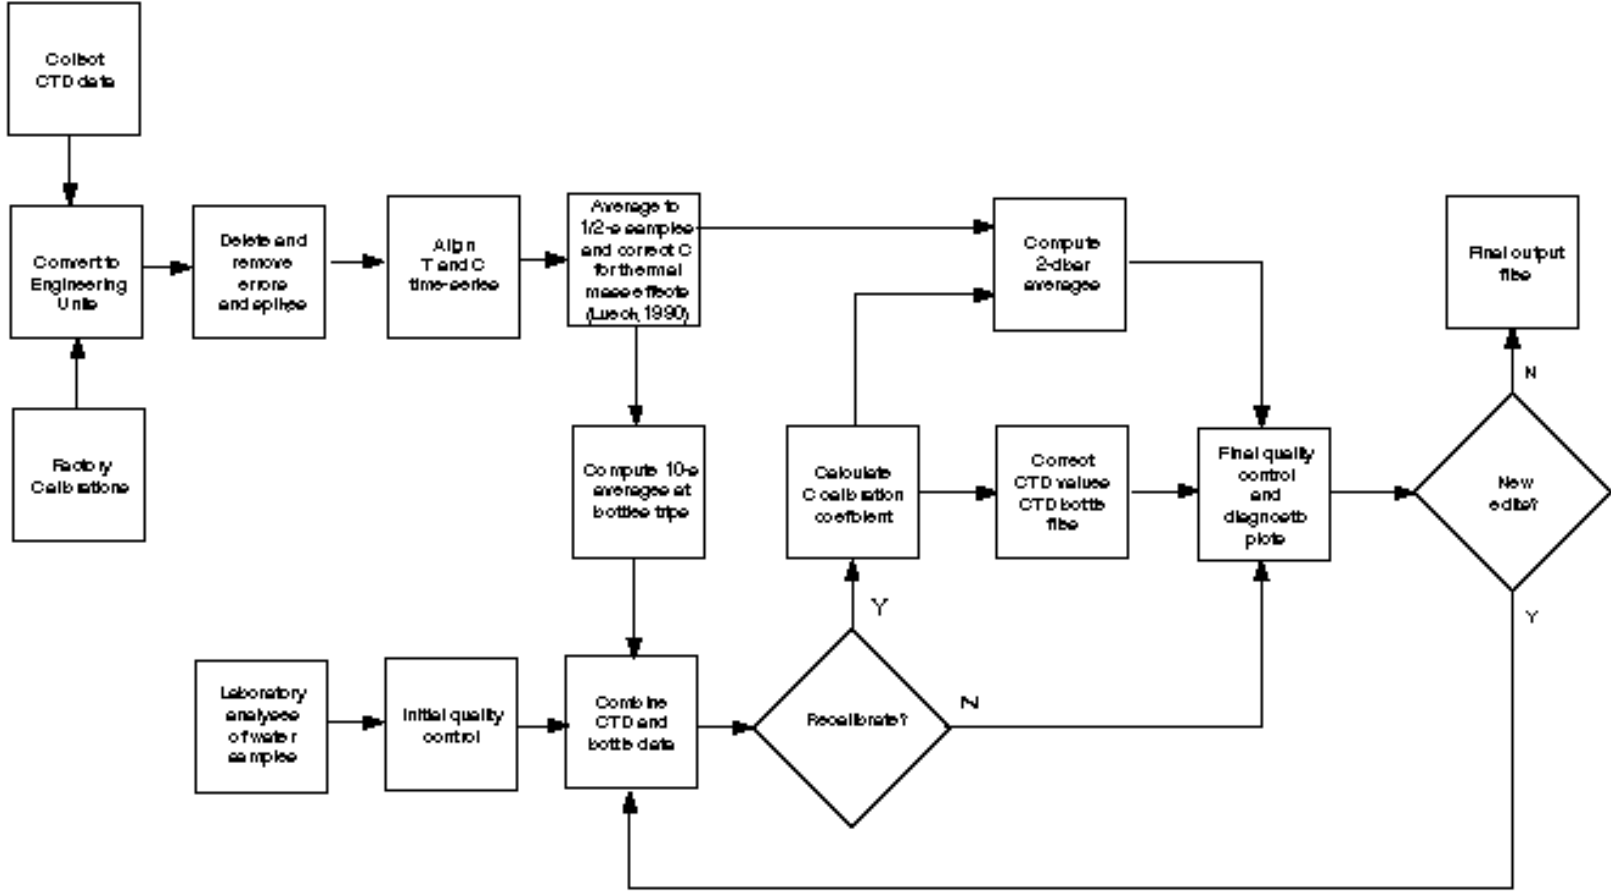 Collect
CTD data
Convert to
Engineering
Units
Factory
Calibrations
Delete and
remove
errors
and spikes
Align
T and C
time-series
Average to
1/2-s samples
and correct C
for thermal
mass effects
(Lueck, 1990)
Compute
2-dbar
averages
Final output
files
N
Compute 10-s
averages at
bottles trips
Calculate
C calibration
coefficient
Correct
CTD values
CTD bottle
files
Final quality
control
and
diagnostic
plots
New
edits?
Y
Y
Laboratory
analyses
of water
samples
Initial quality
control
Combine
CTD and
bottle data
Recalibrate?
N